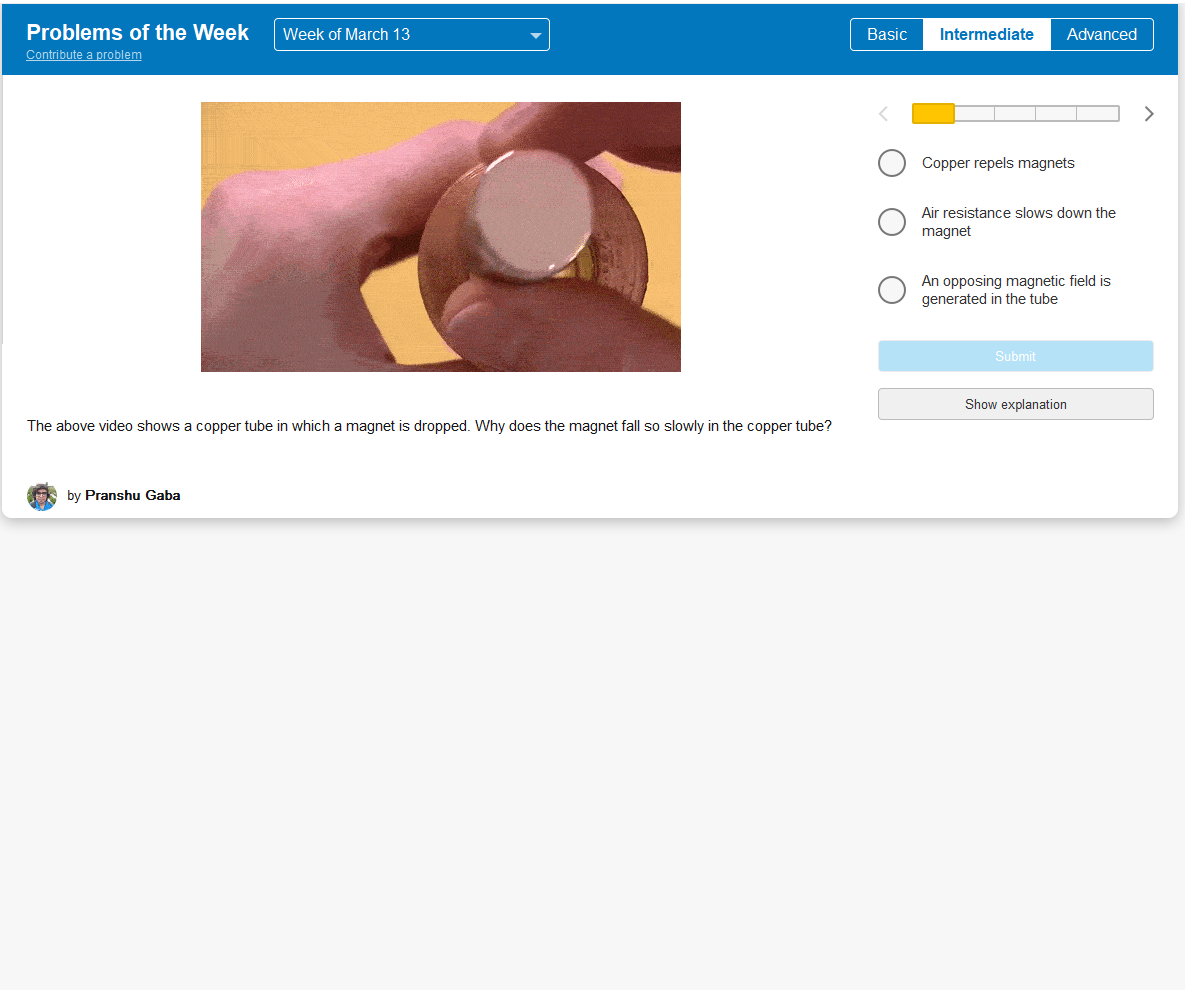 Problems of the Week
Contribute a problem
Week of March 13
Basic
Intermediate
Advanced
Copper repels magnets
Air resistance slows down the
magnet
An opposing magnetic field is
generated in the tube
Submit
Show explanation
The above video shows a copper tube in which a magnet is dropped. Why does the magnet fall so slowly in the copper tube?
by Pranshu Gaba